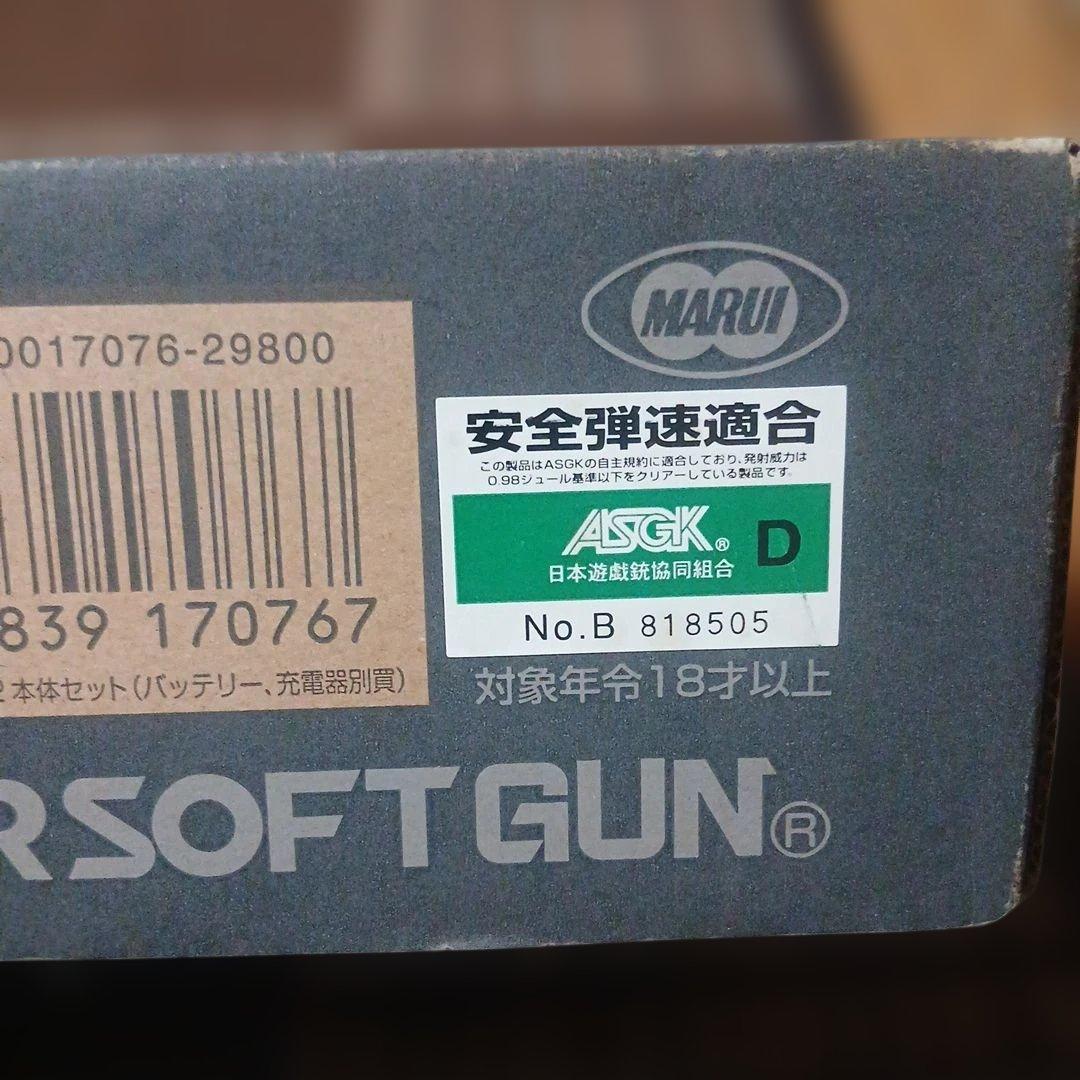 MARUI
0017076-29800
839 170767
2本体セット(バッテリー、充電器別買)
安全弾速適合
この製品はASGKの自主規約に適合しており、発射威力は
0.98ジュール基準以下をクリアーしている製品です。
ASGK® D
日本遊戯銃協同組合
No.B 818505
対象年令18才以上
RSOFTGUN®